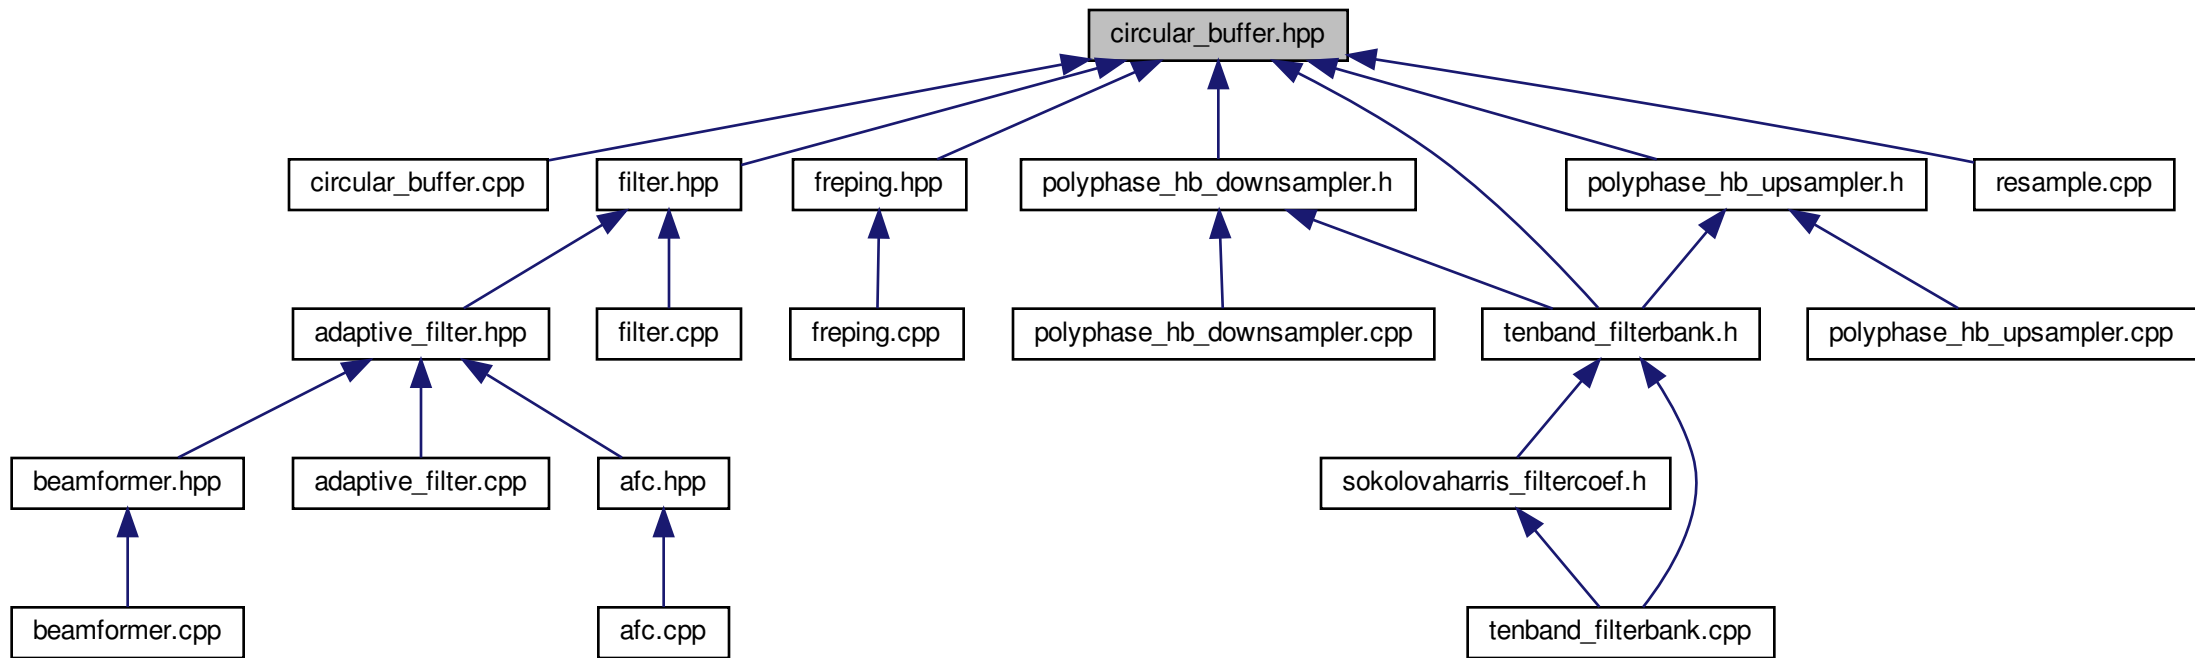 circular_buffer.hpp
circular_buffer.cpp
filter.hpp
freping.hpp
polyphase_hb_downsampler.h
polyphase_hb_upsampler.h
resample.cpp
adaptive_filter.hpp
filter.cpp
freping.cpp
polyphase_hb_downsampler.cpp
tenband_filterbank.h
polyphase_hb_upsampler.cpp
beamformer.hpp
adaptive_filter.cpp
afc.hpp
sokolovaharris_filtercoef.h
beamformer.cpp
afc.cpp
tenband_filterbank.cpp